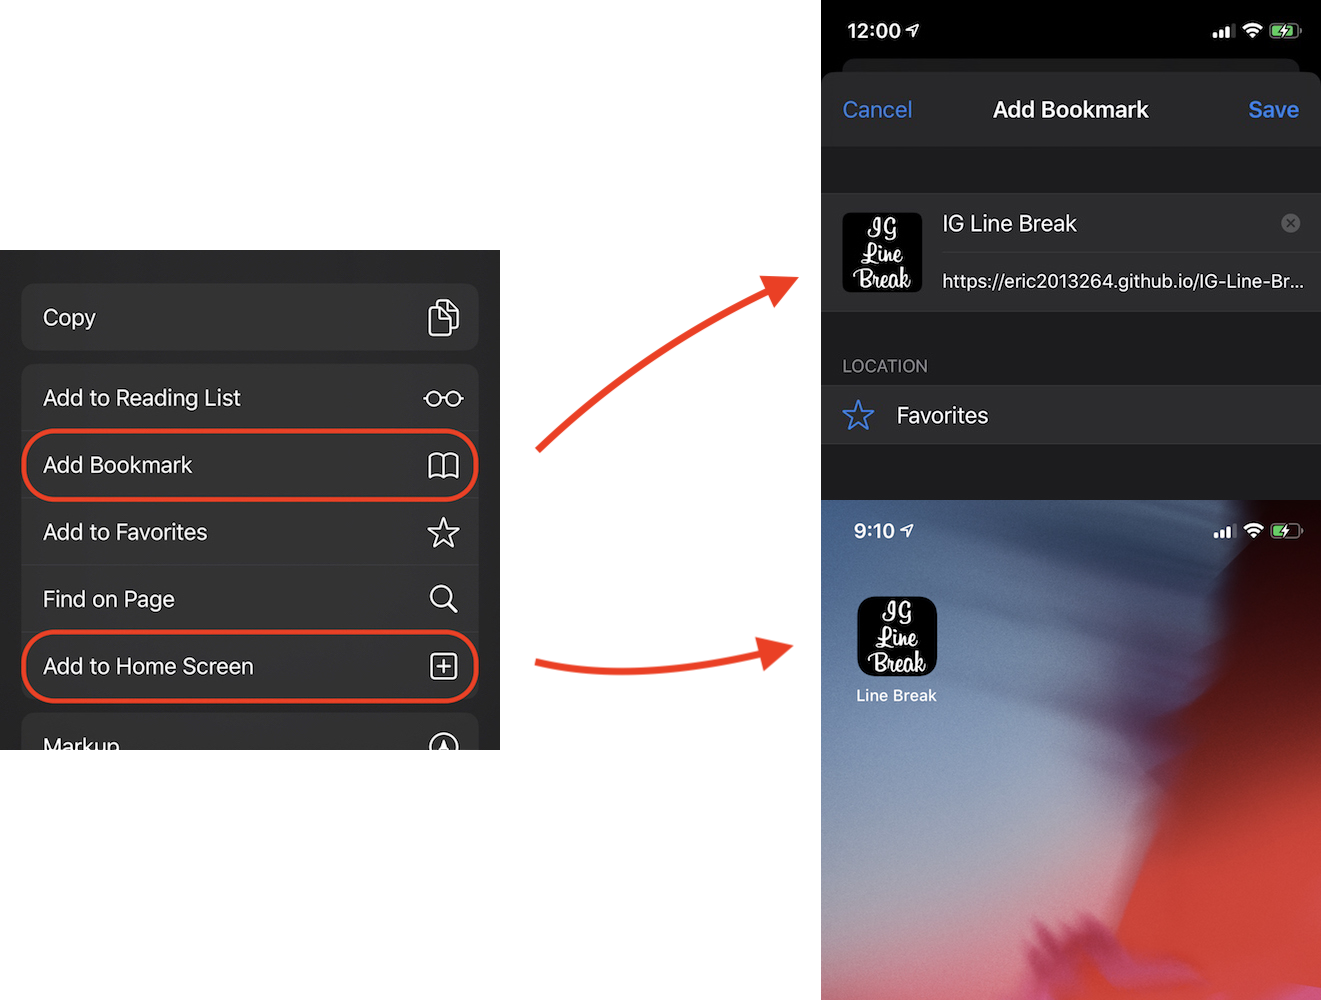 Copy
Add to Reading List
Add Bookmark
Add to Favorites
Find on Page
Add to Home Screen
Markup
12:00
Cancel
Add Bookmark
Save
IG
Line
Break
IG Line Break
https://eric2013264.github.io/IG-Line-Br...
LOCATION
Favorites
9:10
IG
Line
Break
Line Break